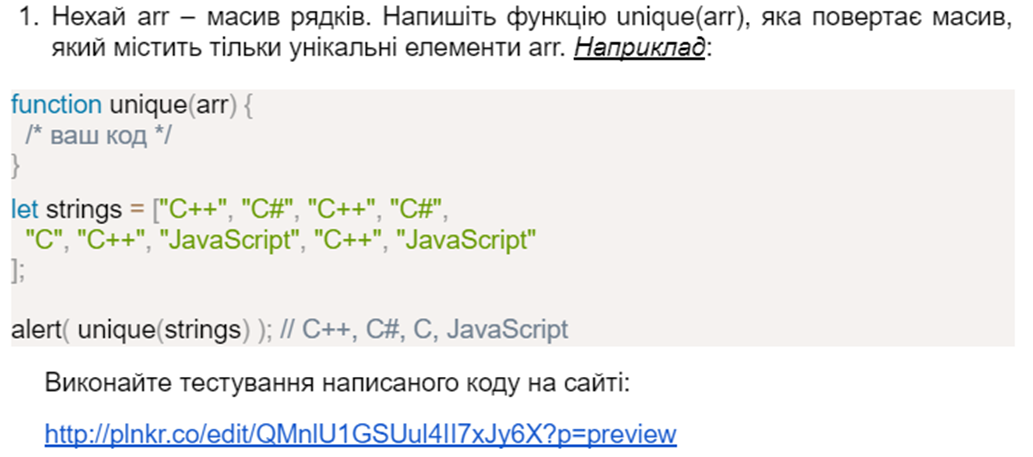 1. Нехай arr – масив рядків. Напишіть функцію unique(arr), яка повертає масив,
який містить тільки унікальні елементи arr. Наприклад:
function unique(arr) {
/* ваш код */
}
let strings = ["C++", "C#", "C++", "C#",
"C", "C++", "JavaScript", "C++", "JavaScript"
];
alert( unique(strings) ); // C++, C#, C, JavaScript
Виконайте тестування написаного коду на сайті:
http://plnkr.co/edit/QMnlU1GSUul4Il7xJy6X?p=preview